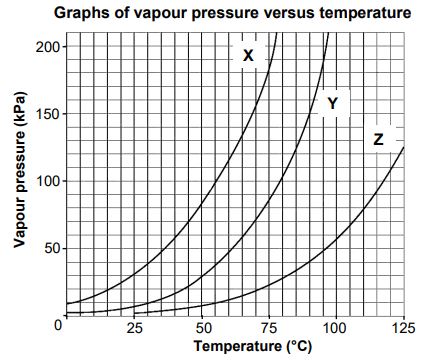 Graphs of vapour pressure versus temperature
200
150
100
50
0
Vapour pressure (kPa)
X
Y
Z
25
50
75
100
125
Temperature (°C)